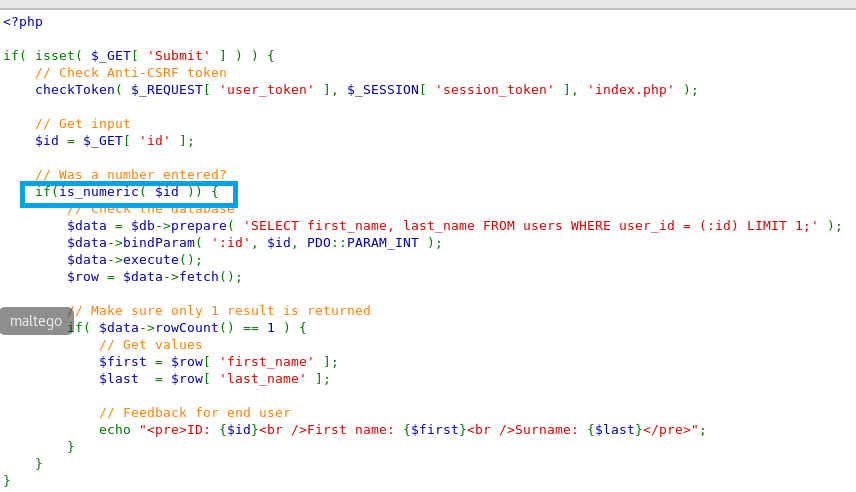 <?php
if( isset( $_GET[ 'Submit' ] ) ) {
// Check Anti-CSRF token
checkToken( $_REQUEST[ 'user_token' ], $_SESSION[ 'session_token' ], 'index.php' );
// Get input
$id = $_GET[ 'id' ];
// Was a number entered?
if(is_numeric( $id )) {
// Check the database
$data = $db->prepare( 'SELECT first_name, last_name FROM users WHERE user_id = (:id) LIMIT 1;' );
$data->bindParam( ':id', $id, PDO::PARAM_INT );
$data->execute();
$row = $data->fetch();
// Make sure only 1 result is returned
maltego
if( $data->rowCount() == 1 ) {
// Get values
$first = $row[ 'first_name' ];
$last  = $row[ 'last_name' ];
// Feedback for end user
echo "<pre>ID: {$id}<br />First name: {$first}<br />Surname: {$last}</pre>";
}
}
}